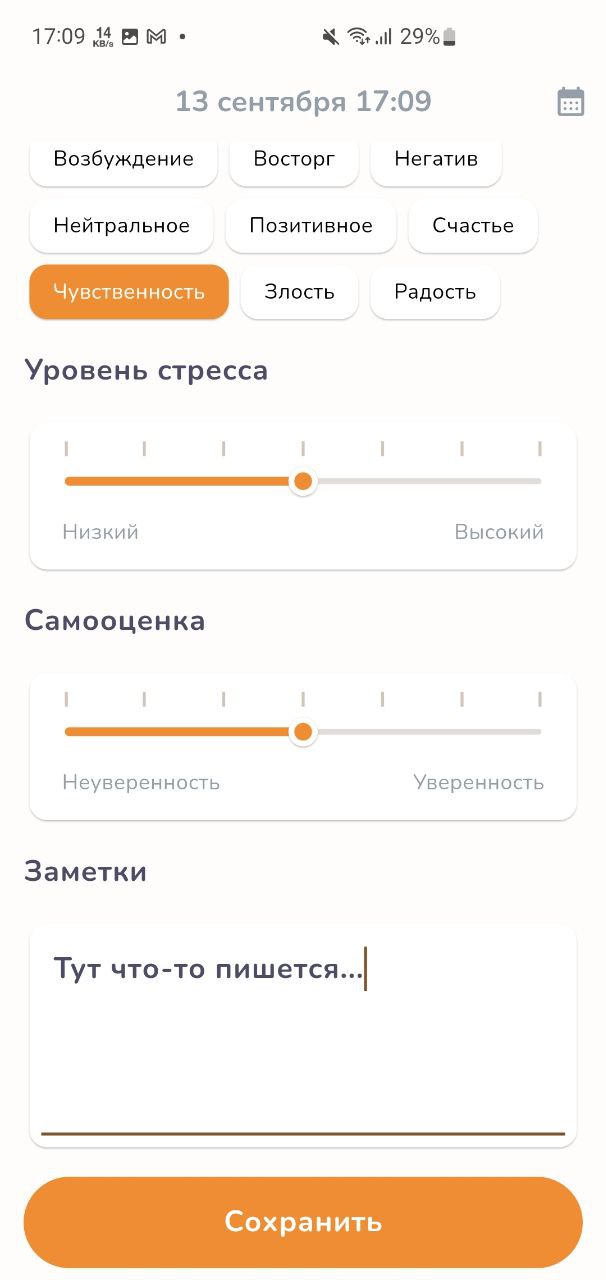 17:09 14 KB/s 29%
13 сентября 17:09
Возбуждение Восторг Негатив
Нейтральное Позитивное Счастье
Чувственность Злость Радость
Уровень стресса
Низкий Высокий
Самооценка
Неуверенность Уверенность
Заметки
Тут что-то пишется...
Сохранить